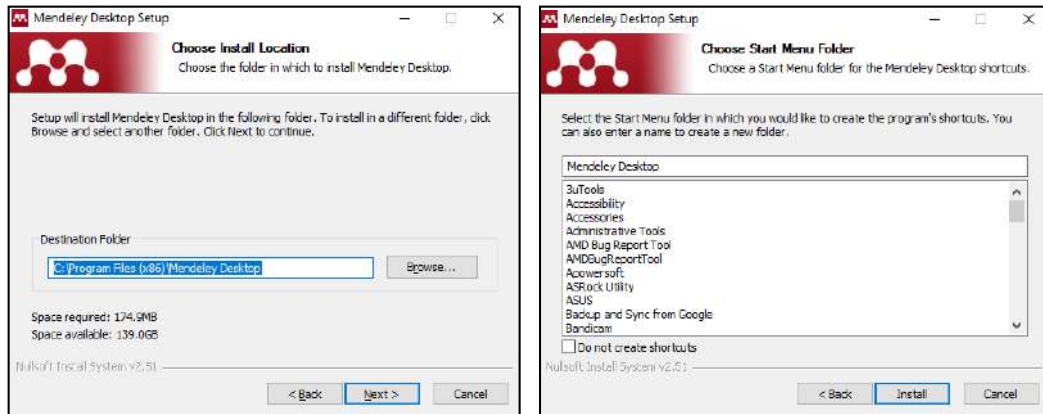 Mendeley Desktop Setup
Choose Install Location
Choose the folder in which to install Mendeley Desktop.
Setup will install Mendeley Desktop in the following folder. To install in a different folder, click
Browse and select another folder. Click Next to continue.
Destination Folder
C:\Program Files (x86)\Mendeley Desktop
Browse...
Space required: 174.9MB
Space available: 139.0GB
Nullsoft Install System v2.51
< Back
Next >
Cancel
Mendeley Desktop Setup
Choose Start Menu Folder
Choose a Start Menu folder for the Mendeley Desktop shortcuts.
Select the Start Menu folder in which you would like to create the program's shortcuts. You
can also enter a name to create a new folder.
Mendeley Desktop
3uTools
Accessibility
Accessories
Administrative Tools
AMD Bug Report Tool
AMDBugReportTool
Apowersoft
ASRock Utility
ASUS
Backup and Sync from Google
Bandicam
Do not create shortcuts
Nullsoft Install System v2.51
< Back
Install
Cancel